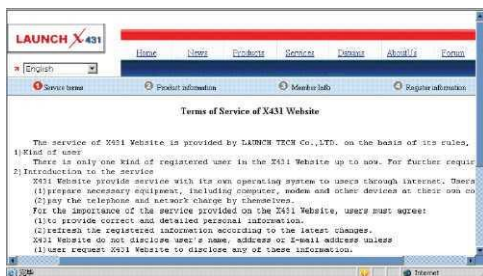 LAUNCH X431
Home News Products Services Dynamic AboutUs Forum
English
1 Service terms 2 Product information 3 Member Info 4 Register information
Terms of Service of X431 Website
The service of X431 Website is provided by LAUNCH TECH Co.,LTD. on the basis of its rules,
1)Kind of user
There is only one kind of registered user in the X431 Website up to now. For further requir
2)Introduction to the service
X431 Website provide service with its own operating system to users through internet. Users
(1)prepare necessary equipment, including computer, modem and other devices at their own co
(2)pay the telephone and network charge by themselves.
For the importance of the service provided on the X431 Website, users must agree:
(1)to provide correct and detailed personal information.
(2)refresh the registered information according to the latest changes.
X431 Website do not disclose user's name, address or E-mail address unless
(1)user request X431 Website to disclose any of these information.
完毕 Internet